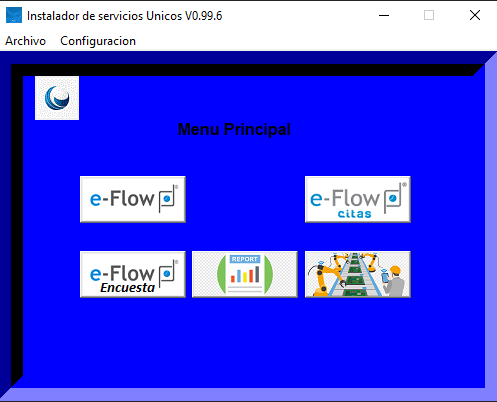 Instalador de servicios Unicos V0.99.6
Archivo Configuracion
Menu Principal
e-Flow®
e-Flow®
citas
e-Flow®
Encuesta
REPORT